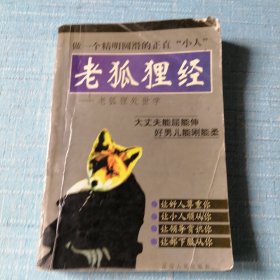 做一个精明圆滑的正直“小人”
老狐狸经
——老狐狸处世学
大丈夫能屈能伸
好男儿能刚能柔
●让好人尊重你
●让小人顺从你
●让领导赏识你
●让部下服从你